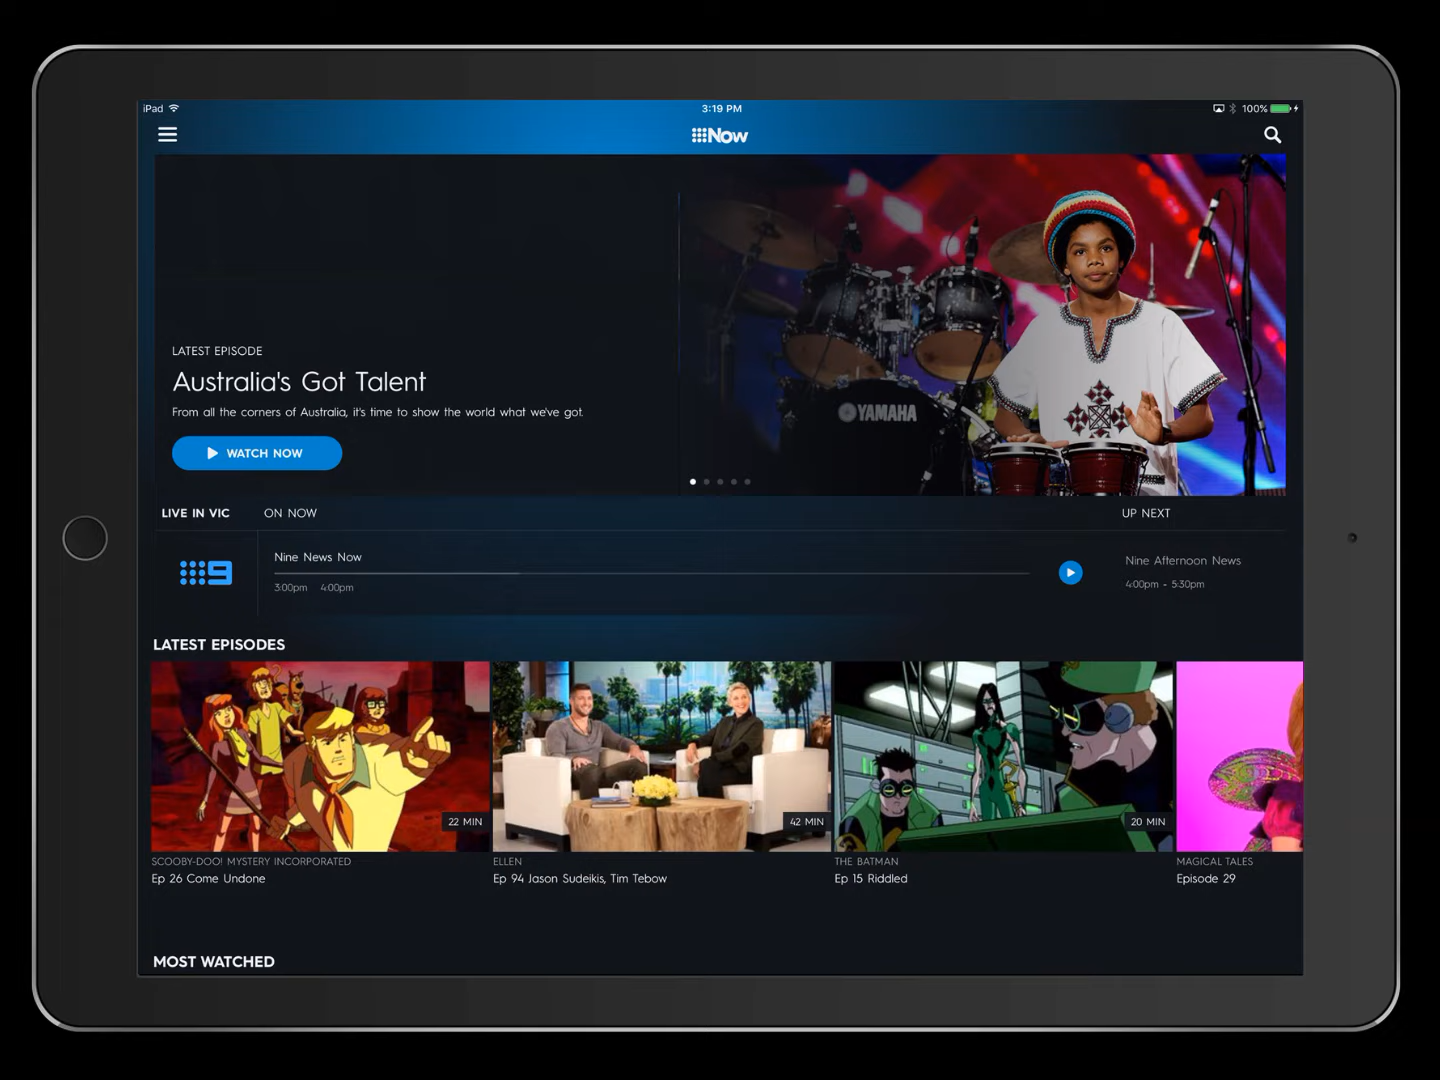 iPad
3:19 PM
100%
Now
LATEST EPISODE
Australia's Got Talent
From all the corners of Australia, it's time to show the world what we've got.
WATCH NOW
YAMAHA
LIVE IN VIC
ON NOW
UP NEXT
9
Nine News Now
3:00pm 4:00pm
Nine Afternoon News
4:00pm - 5:30pm
LATEST EPISODES
22 MIN
42 MIN
20 MIN
SCOOBY-DOO! MYSTERY INCORPORATED
Ep 26 Come Undone
ELLEN
Ep 94 Jason Sudeikis, Tim Tebow
THE BATMAN
Ep 15 Riddled
MAGICAL TALES
Episode 29
MOST WATCHED